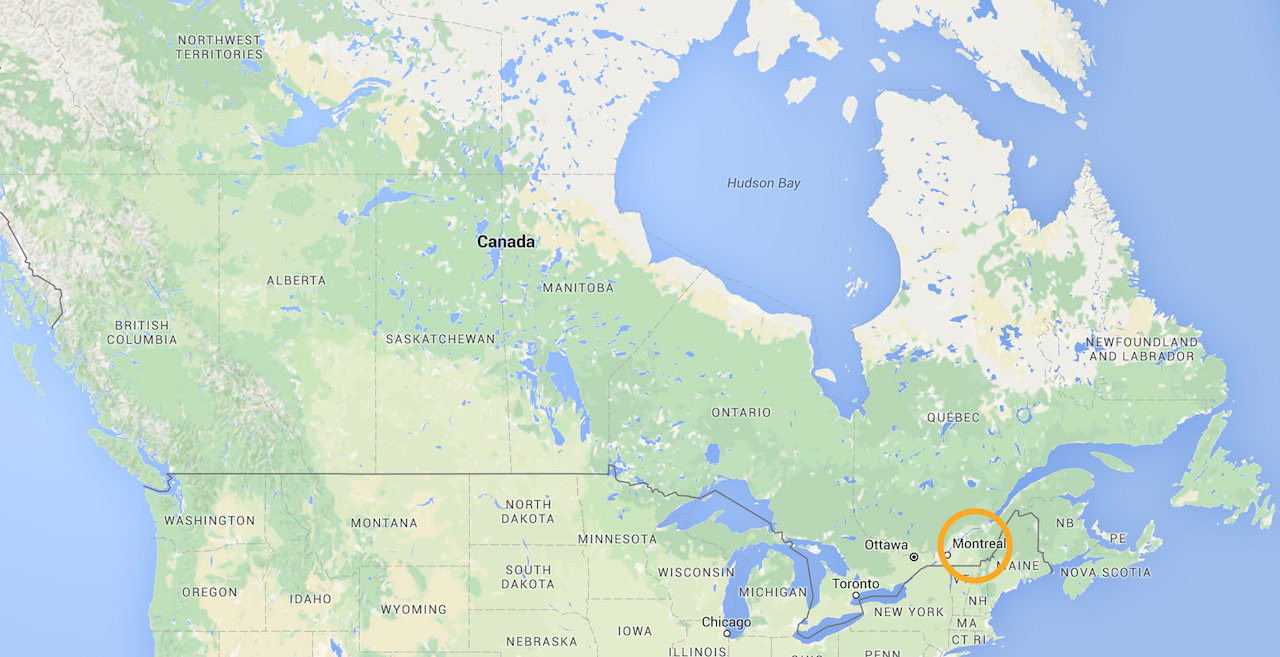 NORTHWEST
TERRITORIES
Hudson Bay
Canada
ALBERTA
MANITOBA
BRITISH
COLUMBIA
SASKATCHEWAN
NEWFOUNDLAND
AND LABRADOR
ONTARIO
QUÉBEC
WASHINGTON
MONTANA
NORTH
DAKOTA
MINNESOTA
Ottawa
Montreal
NB
PE
MAINE
NOVA SCOTIA
OREGON
IDAHO
WYOMING
SOUTH
DAKOTA
WISCONSIN
MICHIGAN
Toronto
VT
NH
NEW YORK
MA
CT RI
Chicago
IOWA
NEBRASKA
ILLINOIS
PENN